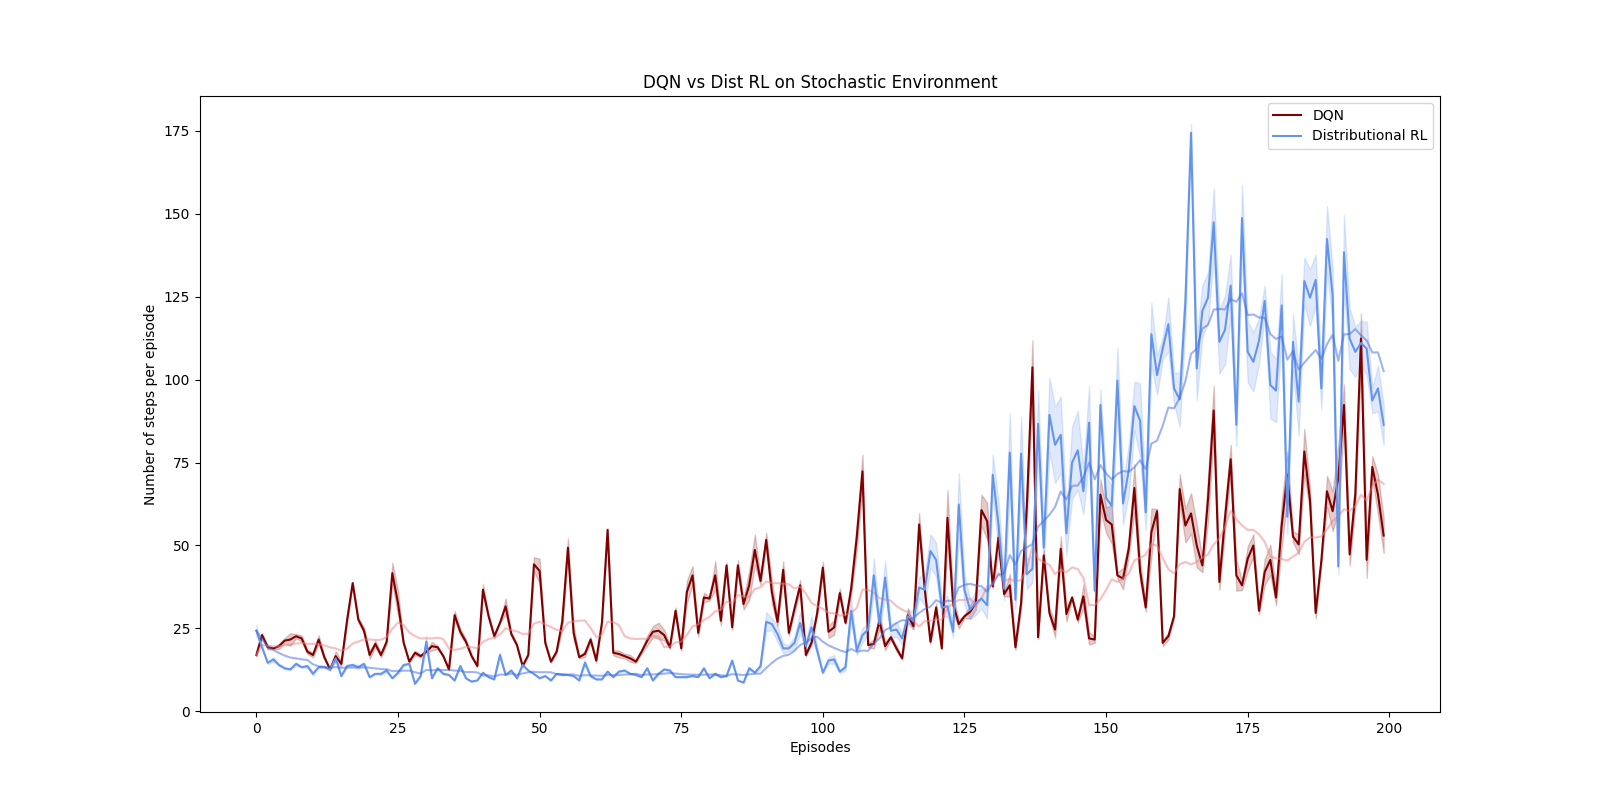 DQN vs Dist RL on Stochastic Environment
DQN
Distributional RL
Number of steps per episode
175
150
125
100
75
50
25
0
0 25 50 75 100 125 150 175 200
Episodes